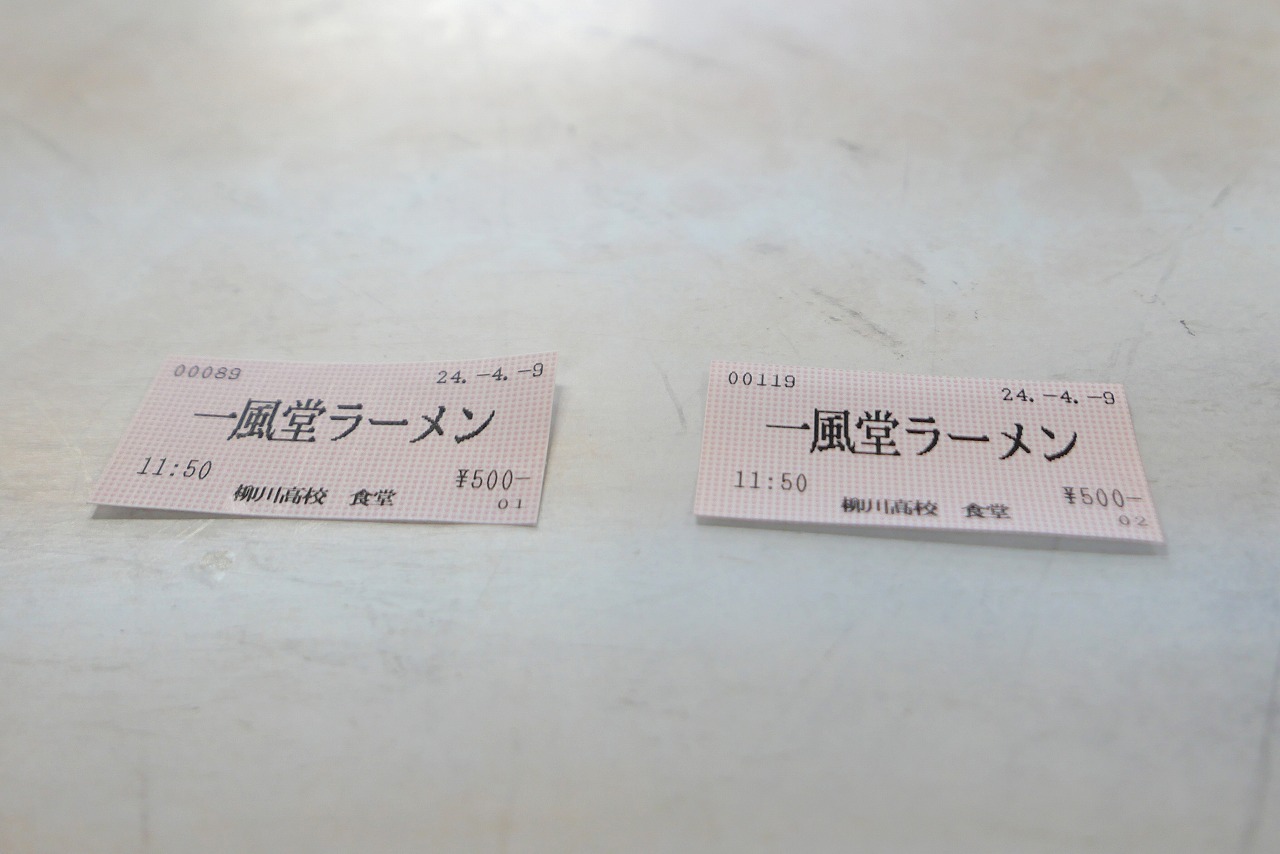 00089 24.-4.-9
一風堂ラーメン
11:50 ¥500-
柳川高校 食堂 01
00119 24.-4.-9
一風堂ラーメン
11:50 ¥500-
柳川高校 食堂 02